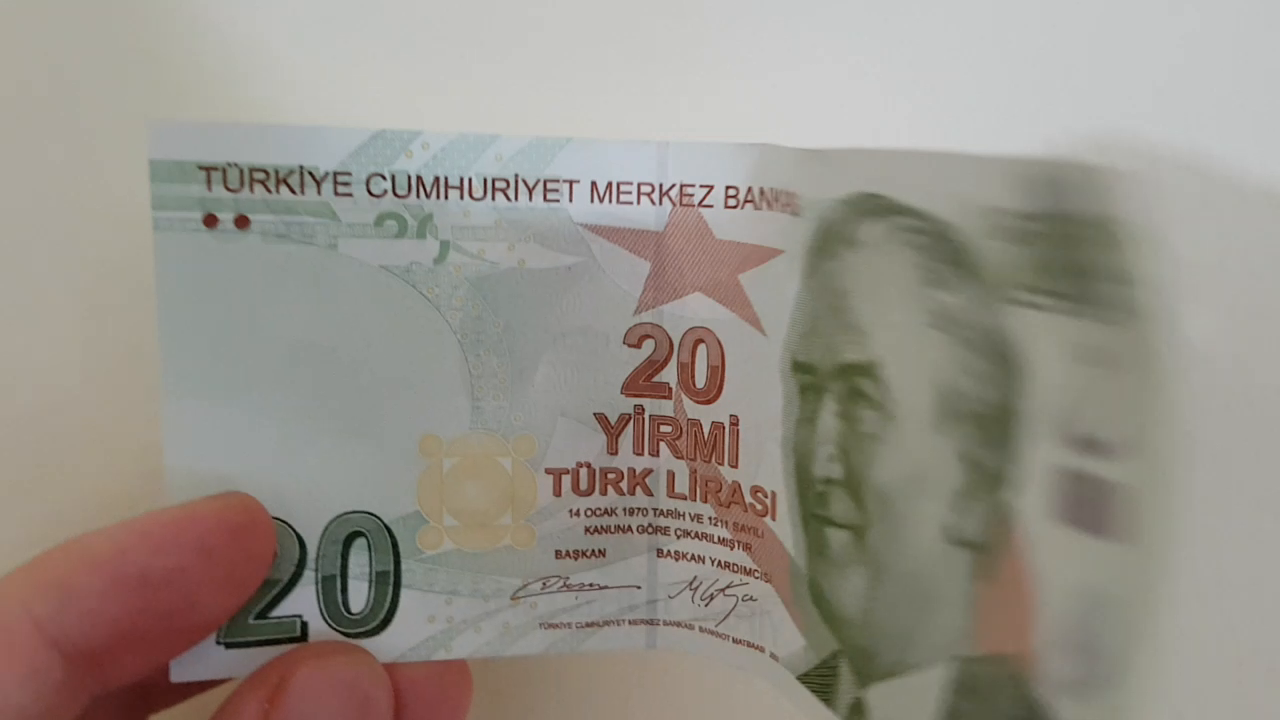 TÜRKİYE CUMHURİYET MERKEZ BANKASI
20
20
YİRMİ
TÜRK LİRASI
14 OCAK 1970 TARİH VE 1211 SAYILI
KANUNA GÖRE ÇIKARILMIŞTIR
BAŞKAN BAŞKAN YARDIMCISI
20
TÜRKİYE CUMHURİYET MERKEZ BANKASI BANKNOT MATBAASI